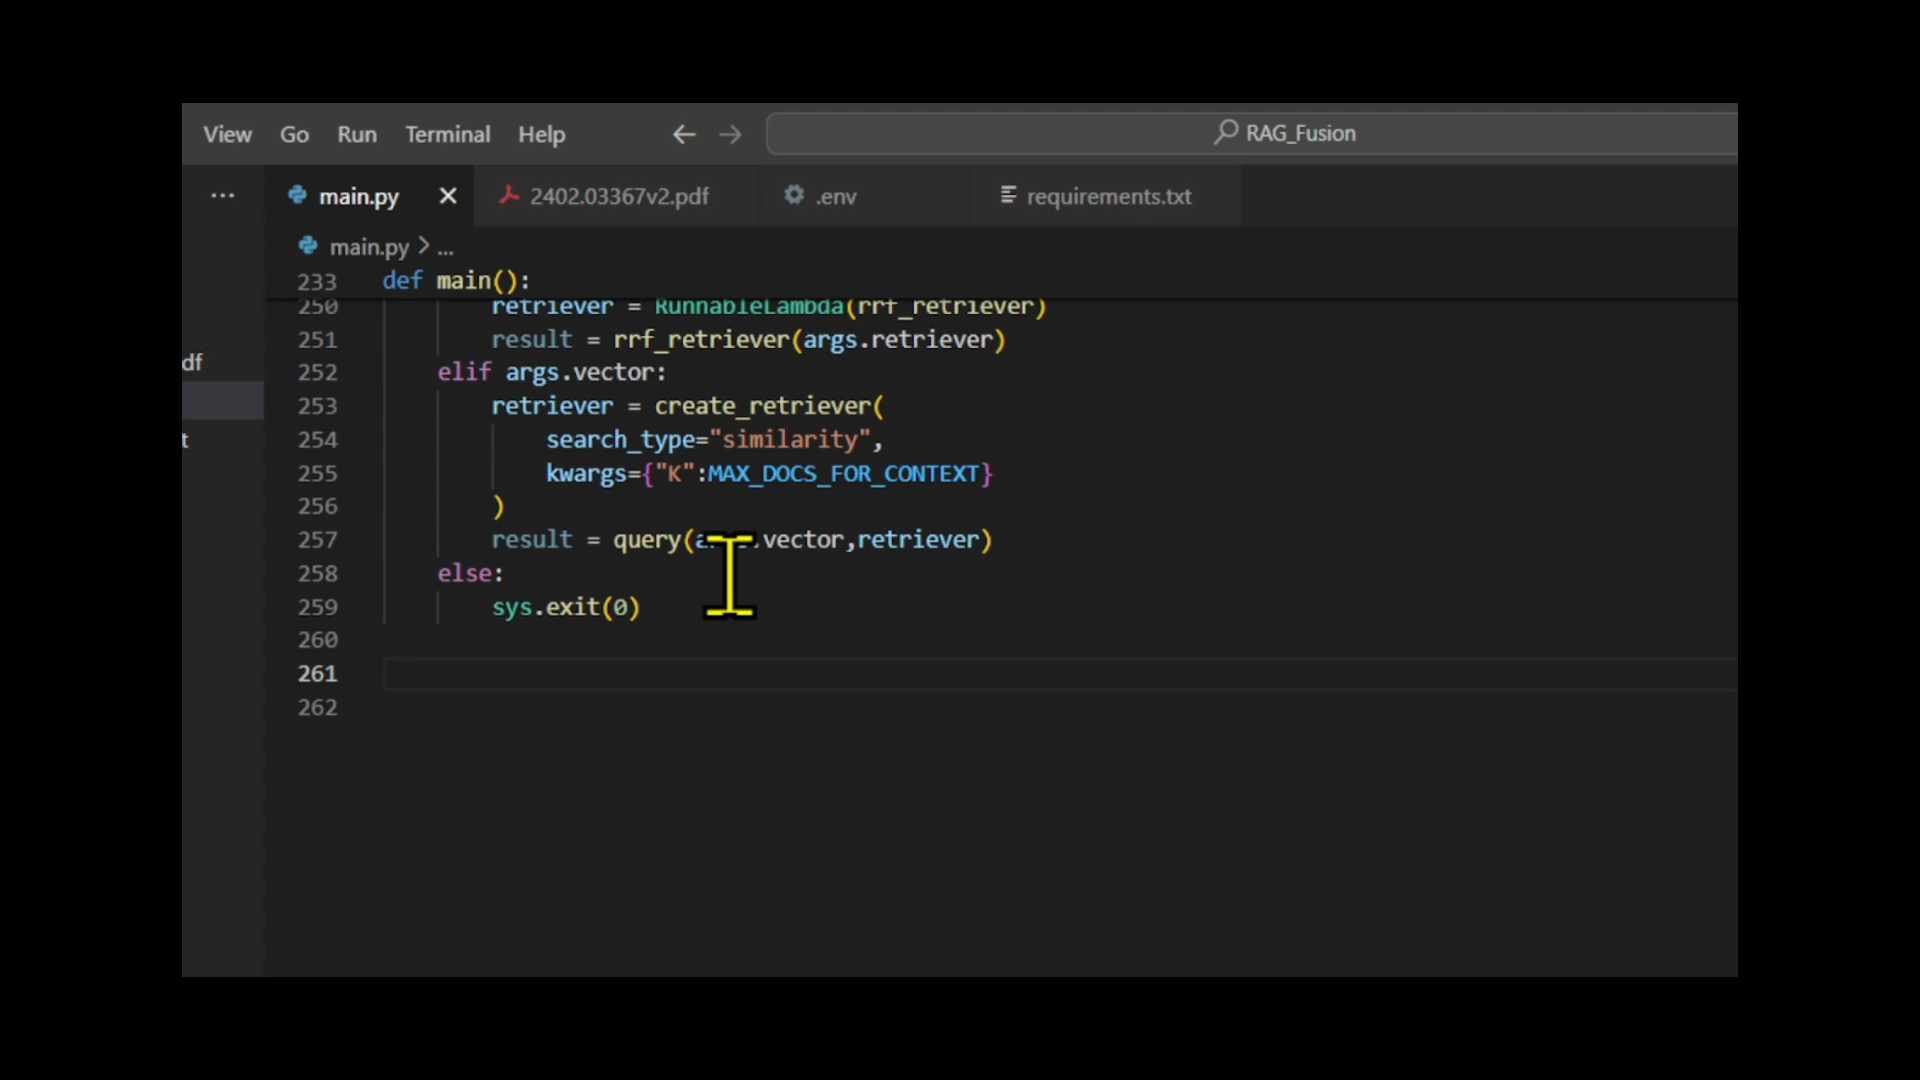 View Go Run Terminal Help RAG_Fusion
main.py 2402.03367v2.pdf .env requirements.txt
main.py > ...
233 def main():
250 retriever = RunnableLambda(rrf_retriever)
251 result = rrf_retriever(args.retriever)
df
252 elif args.vector:
253 retriever = create_retriever(
254 search_type="similarity",
t
255 kwargs={"K":MAX_DOCS_FOR_CONTEXT}
256 )
257 result = query( .vector,retriever)
258 else:
259 sys.exit(0)
260
261
262